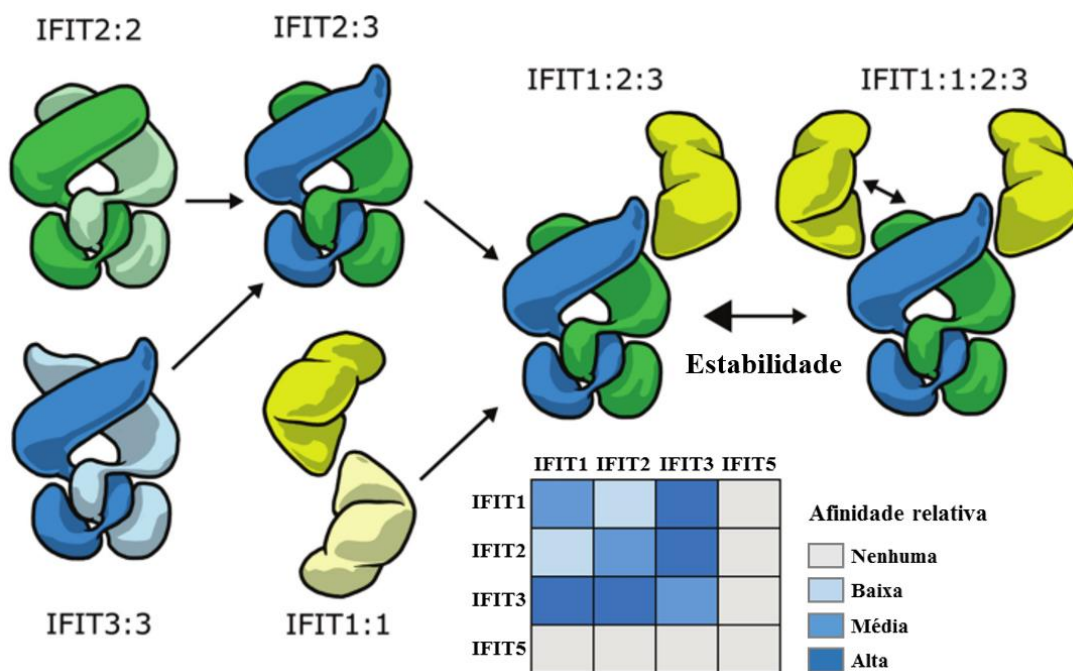 IFIT2:2
IFIT2:3
IFIT1:2:3
IFIT1:1:2:3
Estabilidade
IFIT3:3
IFIT1:1
IFIT1 IFIT2 IFIT3 IFIT5
IFIT1
IFIT2
IFIT3
IFIT5
Afinidade relativa
Nenhuma
Baixa
Média
Alta